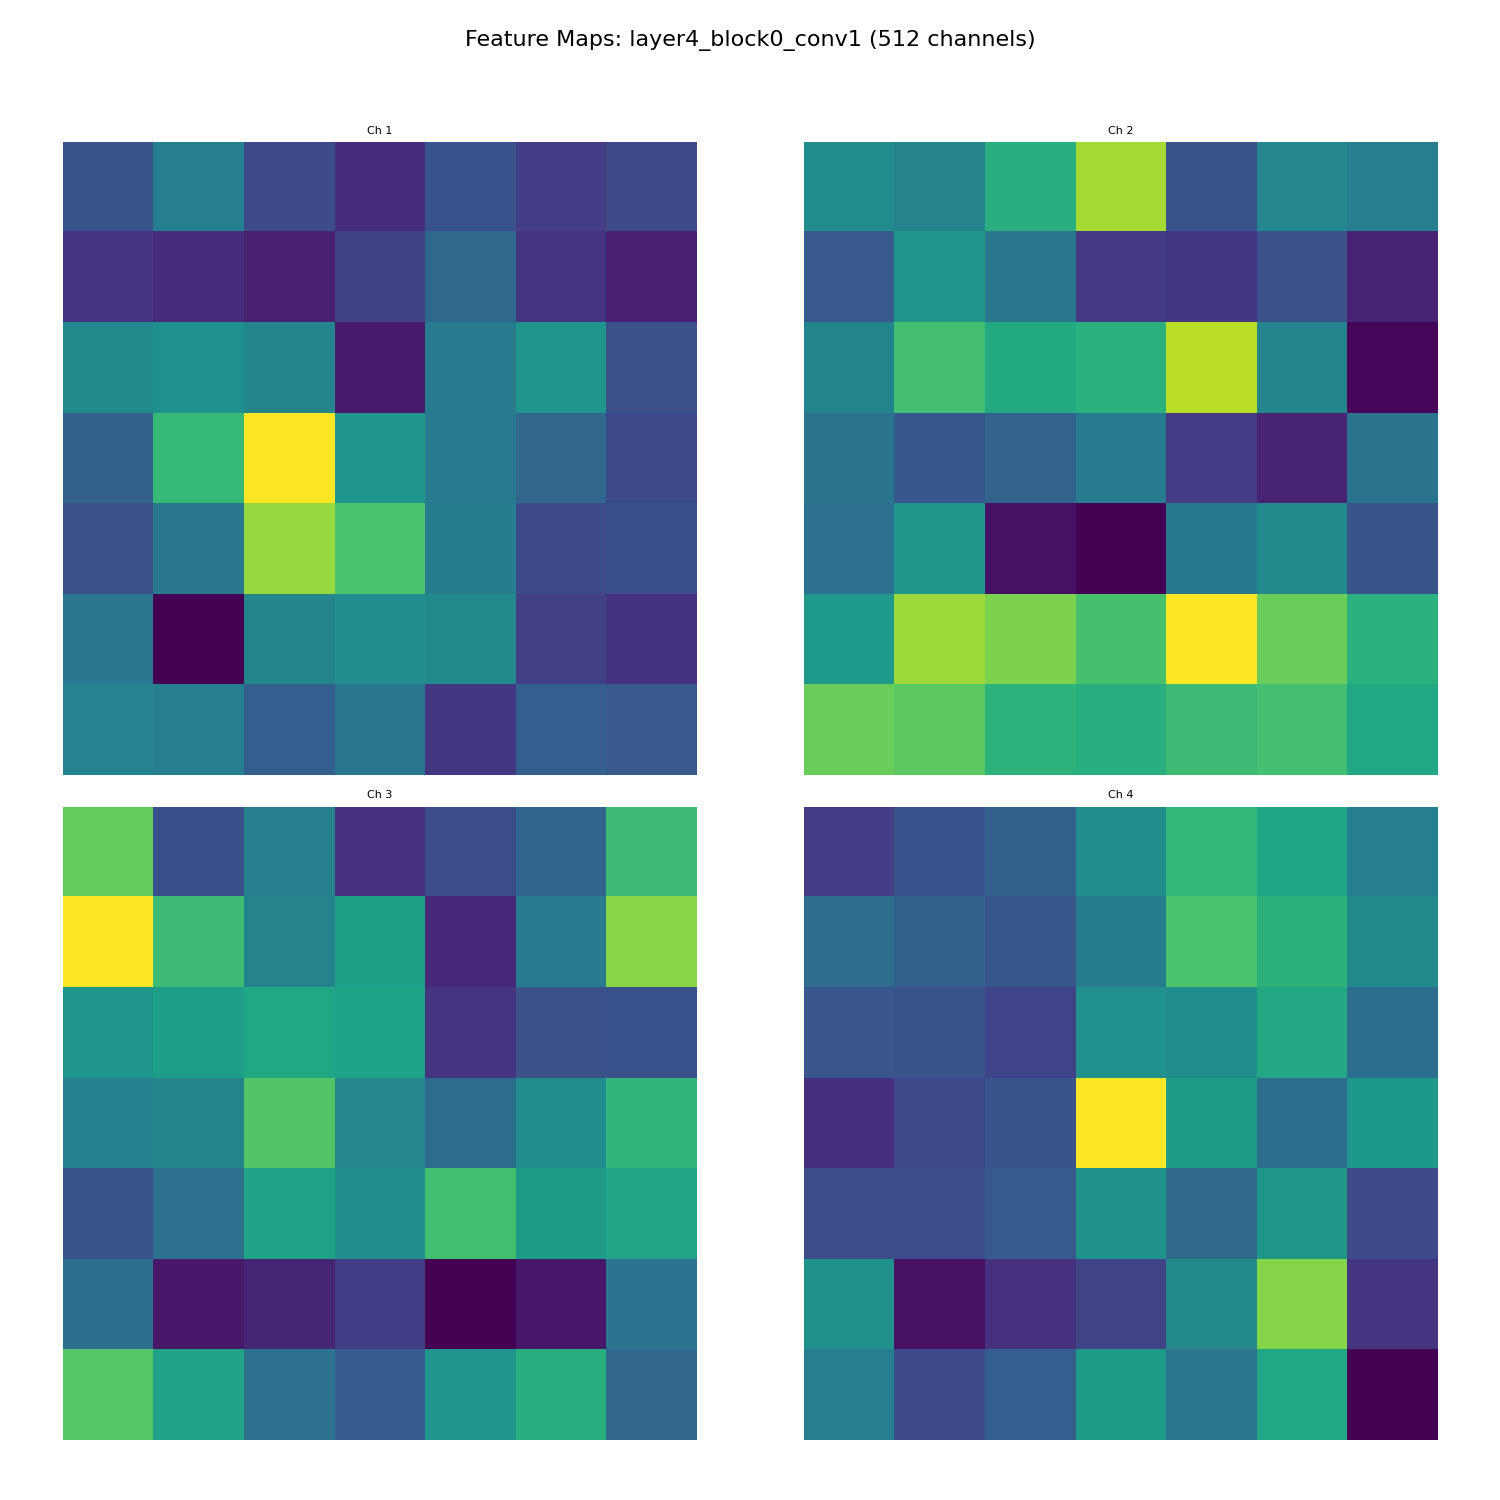 Feature Maps: layer4_block0_conv1 (512 channels)
Ch 1
Ch 2
Ch 3
Ch 4